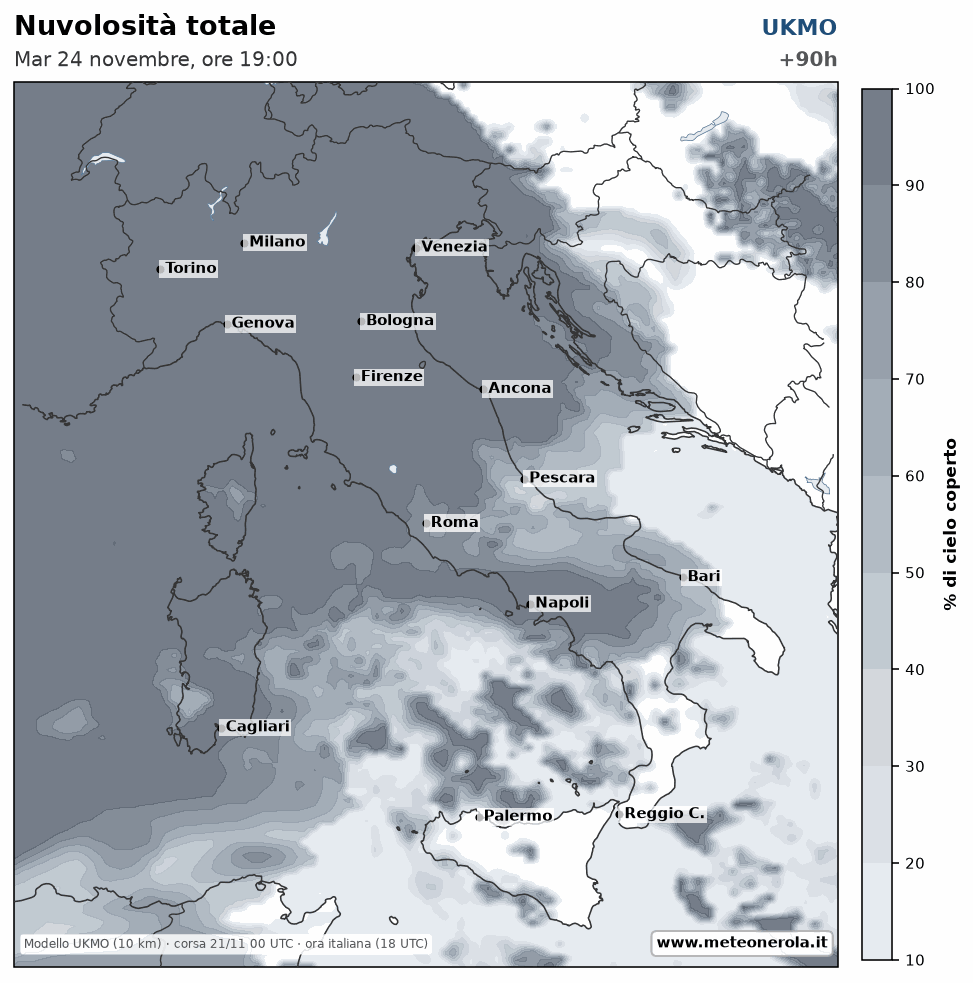 Nuvolosità totale
UKMO
Mar 24 novembre, ore 19:00
+90h
100
90
80
70
60
50
40
30
20
10
% di cielo coperto
Milano
Venezia
Torino
Genova
Bologna
Firenze
Ancona
Pescara
Roma
Bari
Napoli
Cagliari
Palermo
Reggio C.
Modello UKMO (10 km) · corsa 21/11 00 UTC · ora italiana (18 UTC)
www.meteonerola.it